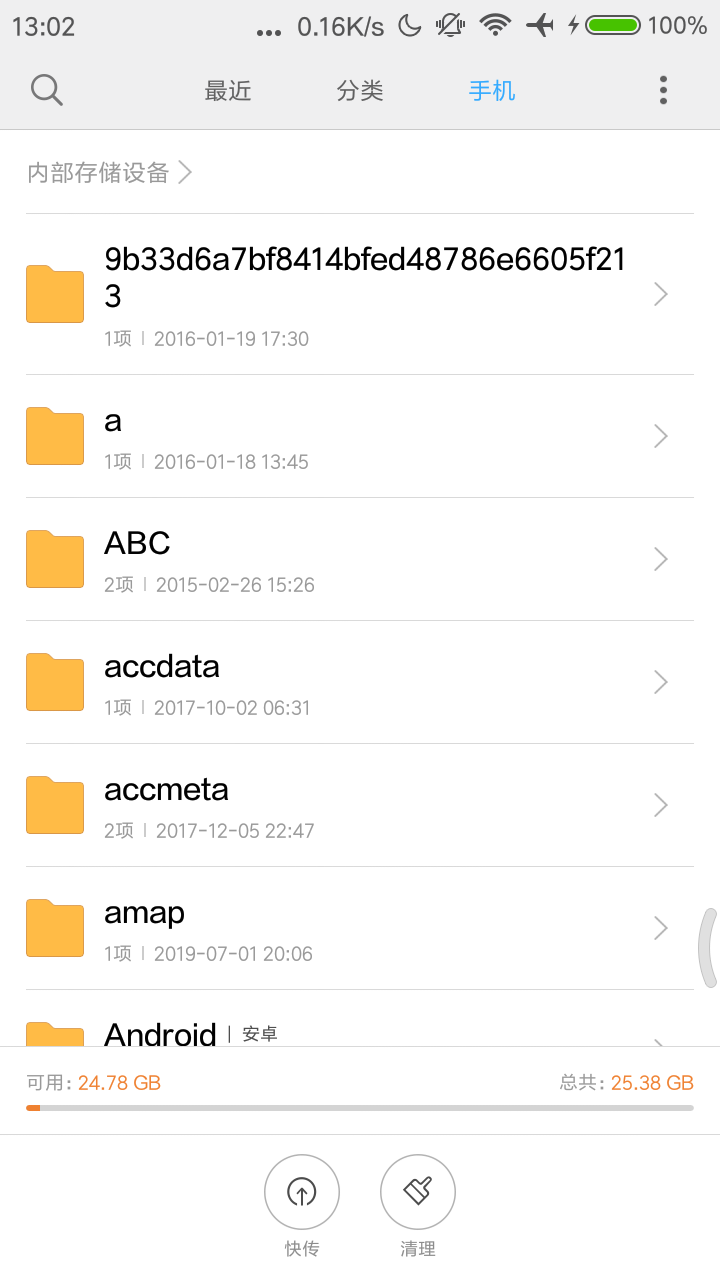 13:02 ... 0.16K/s 100%
最近 分类 手机
内部存储设备
9b33d6a7bf8414bfed48786e6605f21
3
1项 | 2016-01-19 17:30
a
1项 | 2016-01-18 13:45
ABC
2项 | 2015-02-26 15:26
accdata
1项 | 2017-10-02 06:31
accmeta
2项 | 2017-12-05 22:47
amap
1项 | 2019-07-01 20:06
Android | 安卓
可用: 24.78 GB 总共: 25.38 GB
快传 清理